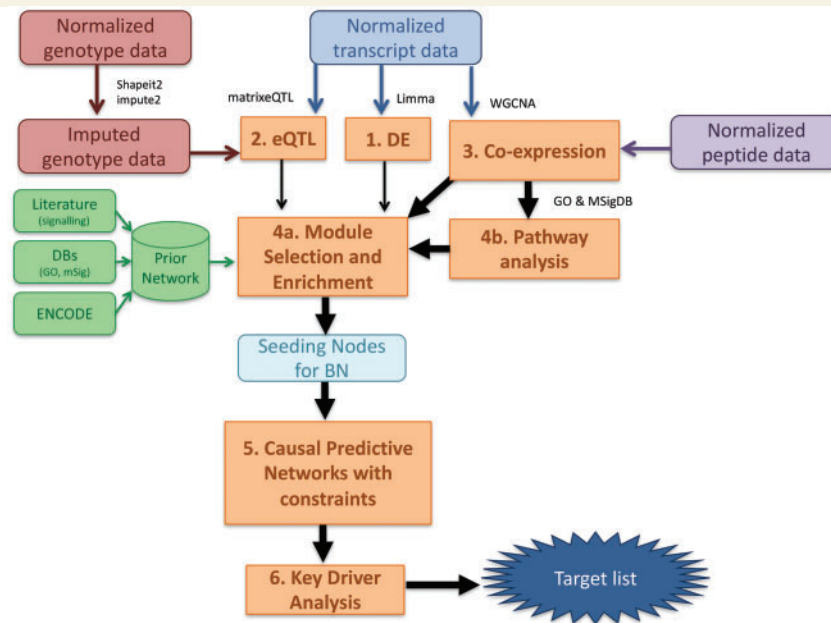 Normalized
genotype data
Normalized
transcript data
Shapeit2
impute2
matrixeQTL
Limma
WGCNA
Imputed
genotype data
2. eQTL
1. DE
3. Co-expression
Normalized
peptide data
GO & MSigDB
Literature
(signalling)
DBs
(GO, mSig)
ENCODE
Prior
Network
4a. Module
Selection and
Enrichment
4b. Pathway
analysis
Seeding Nodes
for BN
5. Causal Predictive
Networks with
constraints
6. Key Driver
Analysis
Target list